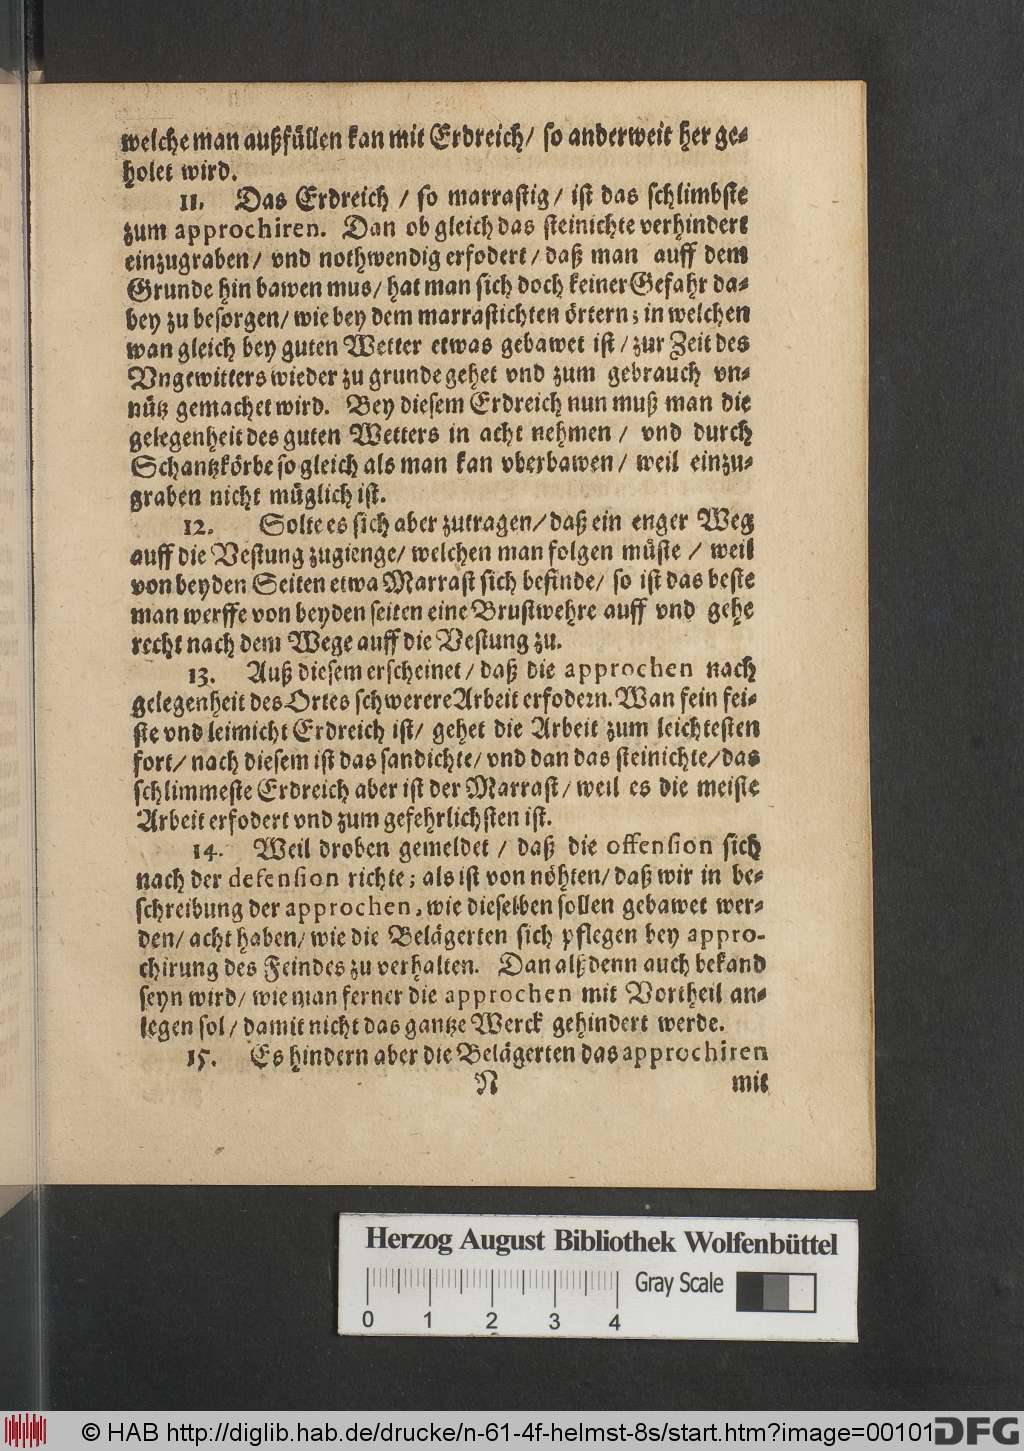 welche man außfüllen kan mit Erdreich/ so anderweit her ge-
holet wird.
11. Das Erdreich / so marrastig/ ist das schlimbste
zum approchiren. Dan ob gleich das steinichte verhindert
einzugraben/ vnd nothwendig erfodert/ daß man auff dem
Grunde hin bawen mus/ hat man sich doch keiner Gefahr da-
bey zu besorgen/ wie bey dem marrastichten örtern; in welchen
wan gleich bey guten Wetter etwas gebawet ist/ zur Zeit des
Vngewitters wieder zu grunde gehet vnd zum gebrauch vn-
nütz gemachet wird. Bey diesem Erdreich nun muß man die
gelegenheit des guten Wetters in acht nehmen / vnd durch
Schantzkörbe so gleich als man kan vberbawen/ weil einzu-
graben nicht müglich ist.
12. Solte es sich aber zutragen/ daß ein enger Weg
auff die Vestung zugienge/ welchen man folgen müste / weil
von beyden Seiten etwa Marrast sich befinde/ so ist das beste
man werffe von beyden seiten eine Brustwehre auff vnd gehe
recht nach dem Wege auff die Vestung zu.
13. Auß diesem erscheinet/ daß die approchen nach
gelegenheit des Ortes schwerere Arbeit erfodern. Wan fein fei-
ste vnd leimicht Erdreich ist/ gehet die Arbeit zum leichtesten
fort/ nach diesem ist das sandichte/ vnd dan das steinichte/ das
schlimmeste Erdreich aber ist der Marrast/ weil es die meiste
Arbeit erfodert vnd zum gefehrlichsten ist.
14. Weil droben gemeldet / daß die offension sich
nach der defension richte; als ist von nöhten/ daß wir in be-
schreibung der approchen, wie dieselben sollen gebawet wer-
den/ acht haben/ wie die Belägerten sich pflegen bey appro-
chirung des Feindes zu verhalten. Dan alßdenn auch bekand
seyn wird/ wie man ferner die approchen mit Vortheil an-
legen sol/ damit nicht das gantze Werck gehindert werde.
15. Es hindern aber die Belägerten das approchiren
N mit
Herzog August Bibliothek Wolfenbüttel
Gray Scale
0 1 2 3 4
© HAB http://diglib.hab.de/drucke/n-61-4f-helmst-8s/start.htm?image=00101
DFG